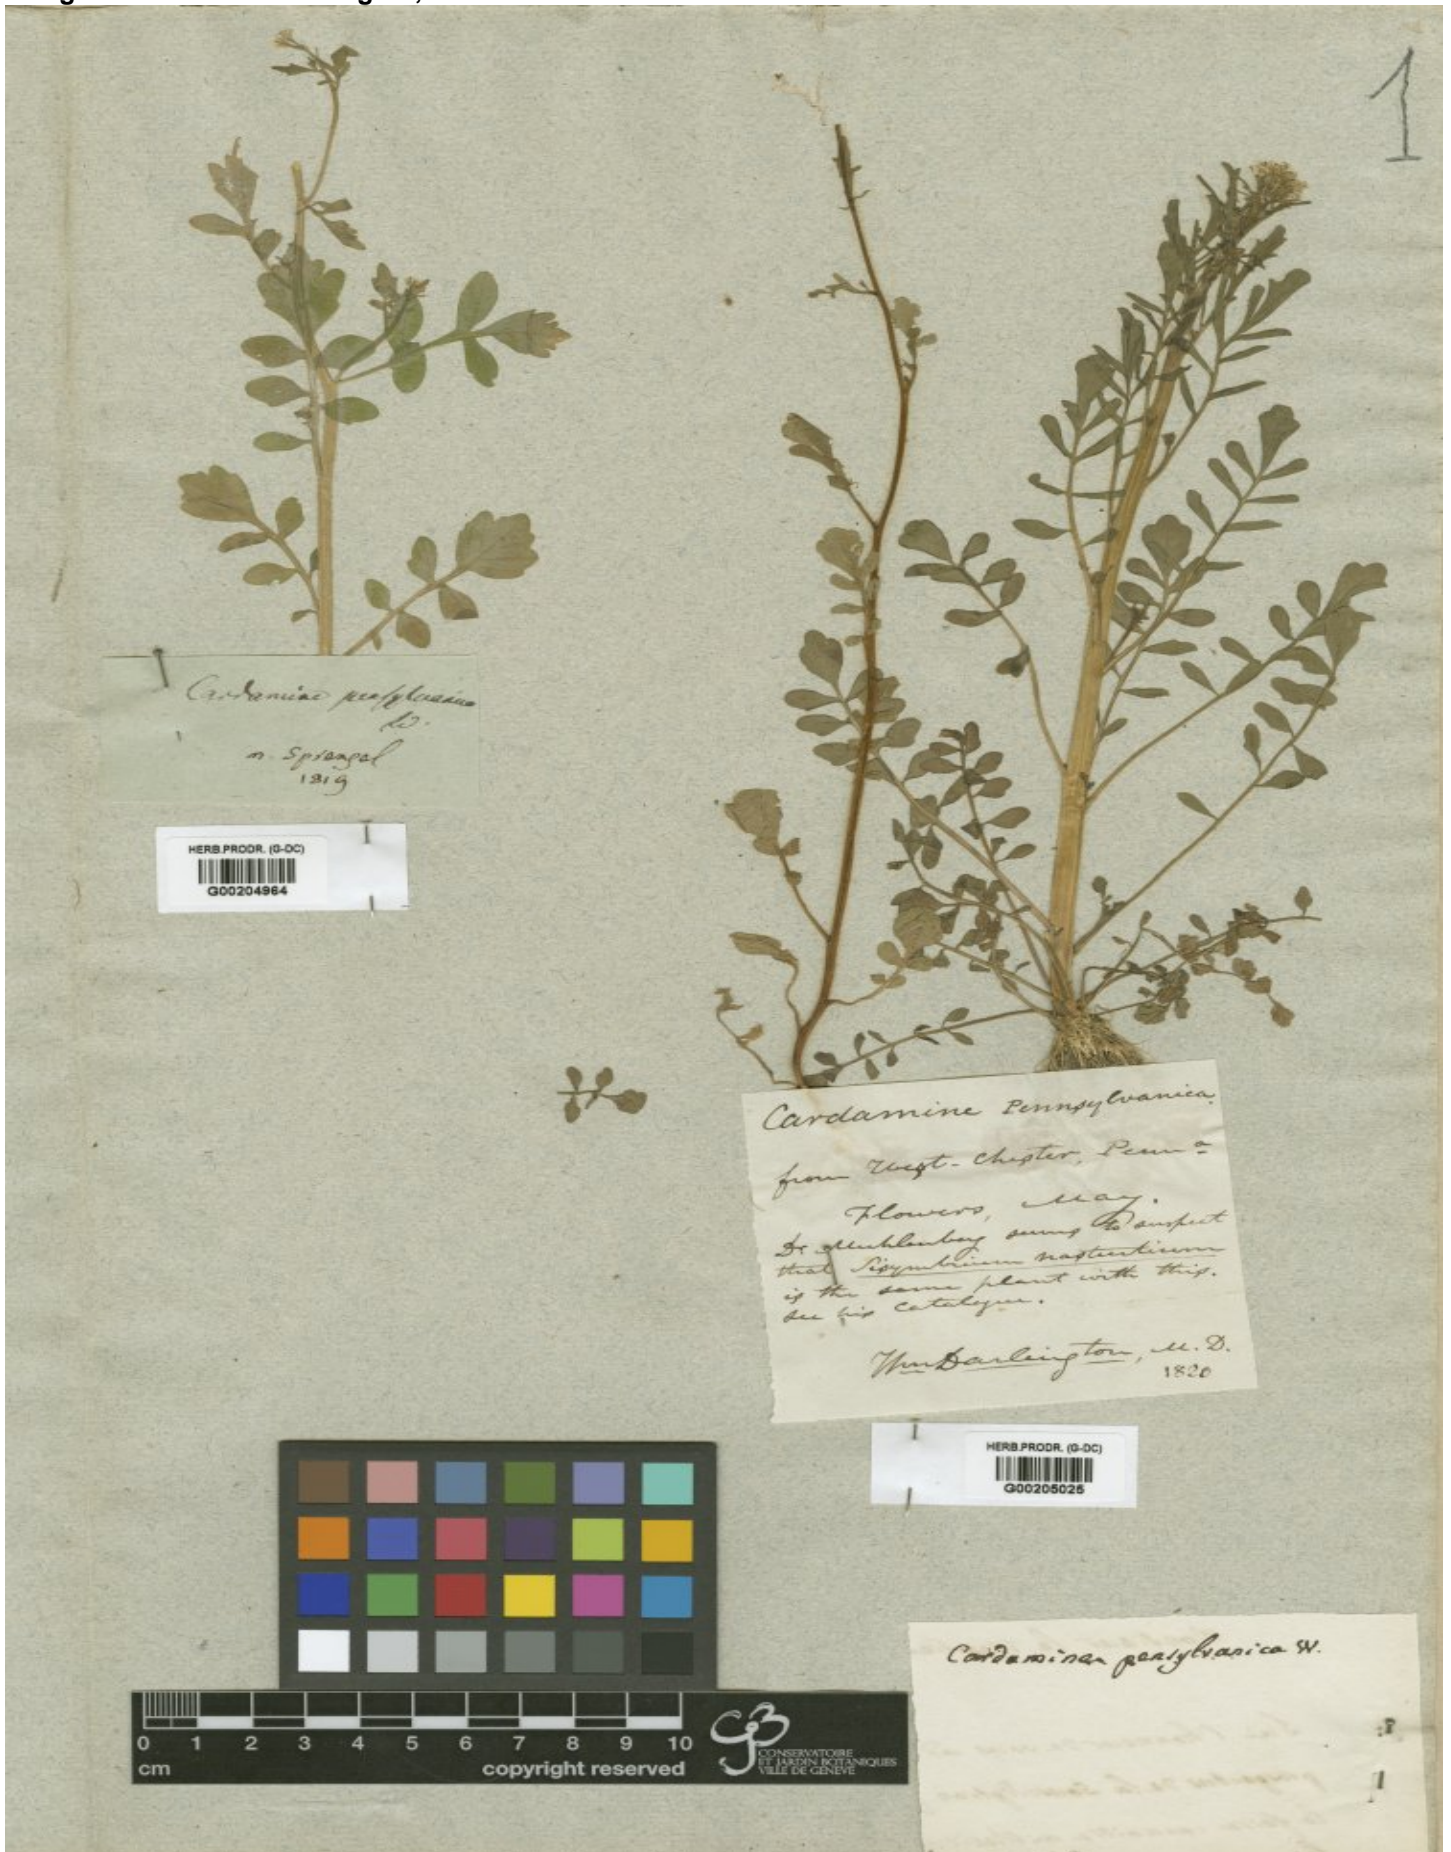 1
Cardamine pensylvanica
W.
m. Sprengel
1819
HERB.PRODR. (G-DC)
G00204964
Cardamine Pennsylvanica.
from West-Chester, Penn a
Flowers, May.
Dr. Muhlenberg seems to suspect
that Sisymbrium nasturtium
is the same plant with this.
see his Catalogue.
Wm Darlington, M.D.
1820
HERB.PRODR. (G-DC)
G00205025
Cardaminen pensylvanica W.
0 1 2 3 4 5 6 7 8 9 10
cm copyright reserved
CONSERVATOIRE
ET JARDIN BOTANIQUES
VILLE DE GENEVE